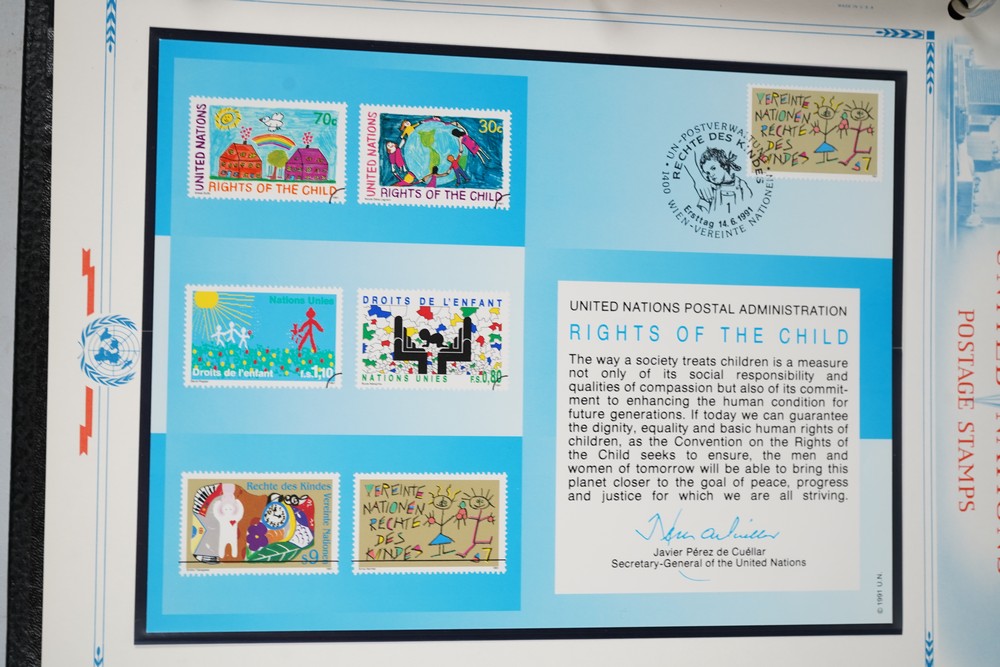 MADE IN U.S.A.
UNITED NATIONS
70c
RIGHTS OF THE CHILD
UNITED NATIONS
30c
RIGHTS OF THE CHILD
Nations Unies
Droits de l'enfant
F.s.1,10
DROITS DE L'ENFANT
NATIONS UNIES
F.S.0,80
Rechte des Kindes
Vereinte Nationen
S9
VEREINTE
NATIONEN
RECHTE
DES
KINDES
S7
UN-POSTVERWALTUNG
RECHTE DES KINDES
Ersttag 14.6.1991
1400 WIEN-VEREINTE NATIONEN
VEREINTE
NATIONEN
RECHTE
DES
KINDES
S7
UNITED NATIONS POSTAL ADMINISTRATION
RIGHTS OF THE CHILD
The way a society treats children is a measure
not only of its social responsibility and
qualities of compassion but also of its commit-
ment to enhancing the human condition for
future generations. If today we can guarantee
the dignity, equality and basic human rights of
children, as the Convention on the Rights of
the Child seeks to ensure, the men and
women of tomorrow will be able to bring this
planet closer to the goal of peace, progress
and justice for which we are all striving.
Javier Pérez de Cuéllar
Secretary-General of the United Nations
© 1991 U.N.
POSTAGE STAMPS